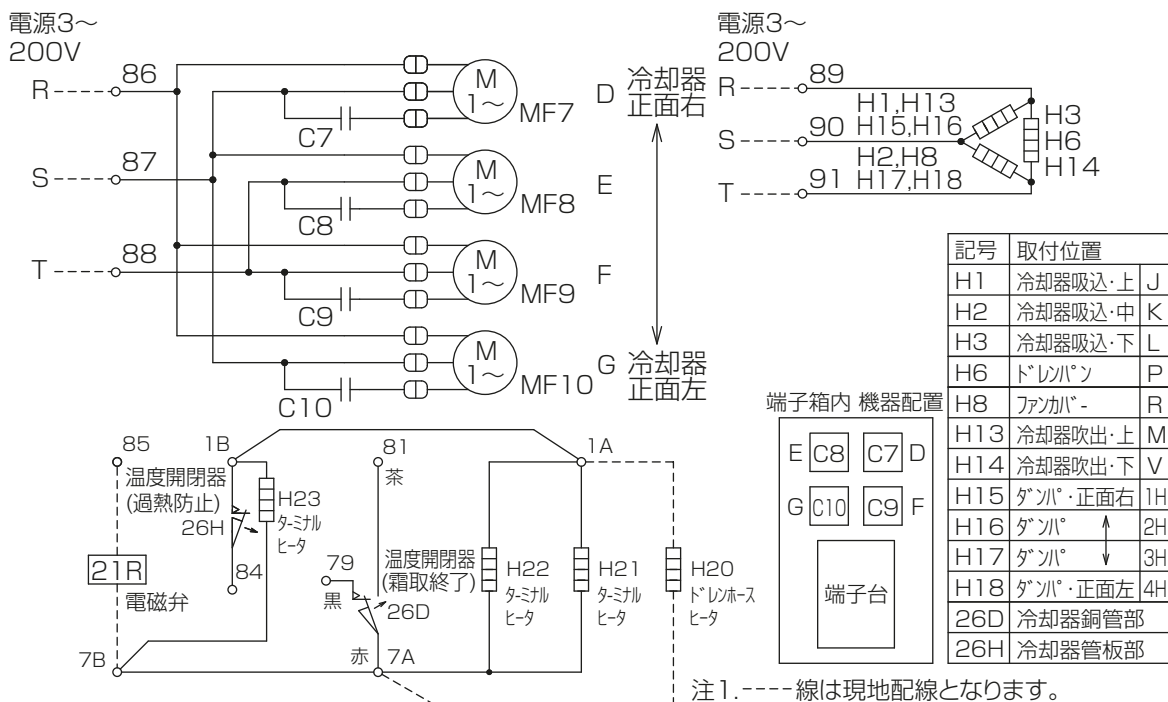 電源3～
200V
R
86
S
87
T
88
C7
C8
C9
C10
M
1～
MF7
M
1～
MF8
M
1～
MF9
M
1～
MF10
D
E
F
G
冷却器
正面右
冷却器
正面左
電源3～
200V
R
89
S
90
T
91
H1,H13
H15,H16
H2,H8
H17,H18
H3
H6
H14
記号 取付位置
H1 冷却器吸込･上 J
H2 冷却器吸込･中 K
H3 冷却器吸込･下 L
H6 ﾄﾞﾚﾝﾊﾟﾝ P
H8 ﾌｧﾝｶﾊﾞｰ R
H13 冷却器吹出･上 M
H14 冷却器吹出･下 V
H15 ﾀﾞﾝﾊﾟ･正面右 1H
H16 ﾀﾞﾝﾊﾟ 2H
H17 ﾀﾞﾝﾊﾟ 3H
H18 ﾀﾞﾝﾊﾟ･正面左 4H
26D 冷却器銅管部
26H 冷却器管板部
端子箱内 機器配置
E C8 C7 D
G C10 C9 F
端子台
85
1B
81
茶
1A
温度開閉器
(過熱防止)
26H
H23
ﾀｰﾐﾅﾙ
ﾋｰﾀ
84
21R
電磁弁
79
黒
温度開閉器
(霜取終了)
26D
H22
ﾀｰﾐﾅﾙ
ﾋｰﾀ
H21
ﾀｰﾐﾅﾙ
ﾋｰﾀ
H20
ﾄﾞﾚﾝﾎｰｽ
ﾋｰﾀ
7B
赤
7A
注1.----線は現地配線となります。